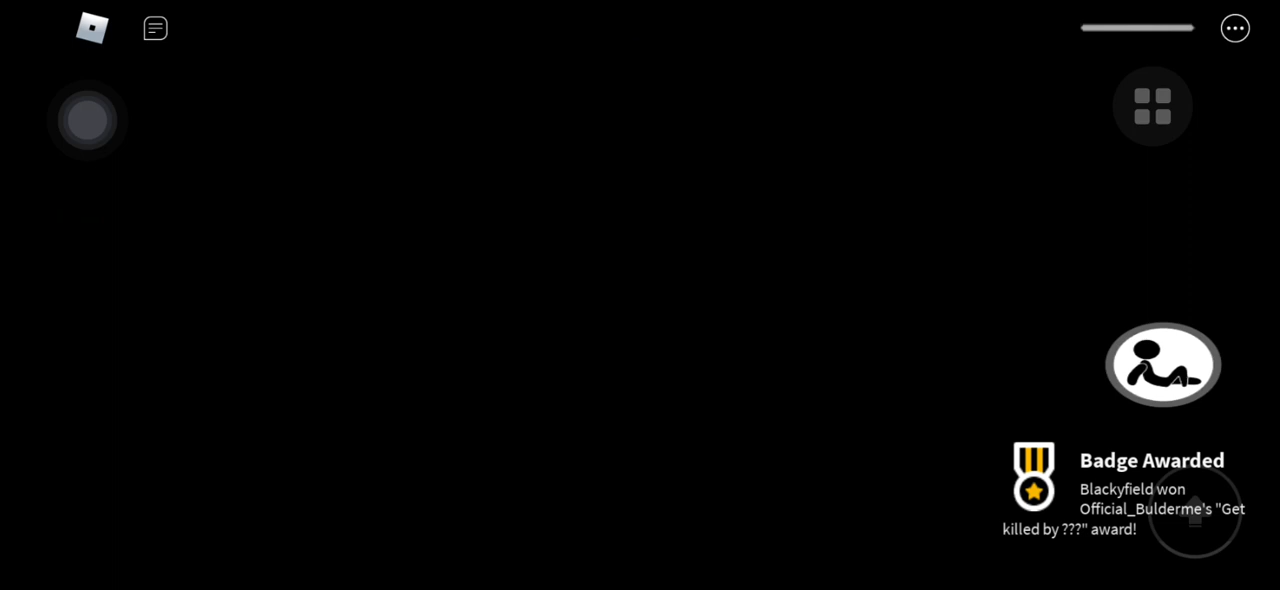 Badge Awarded
Blackyfield won
Official_Bulderme's "Get
killed by ???" award!